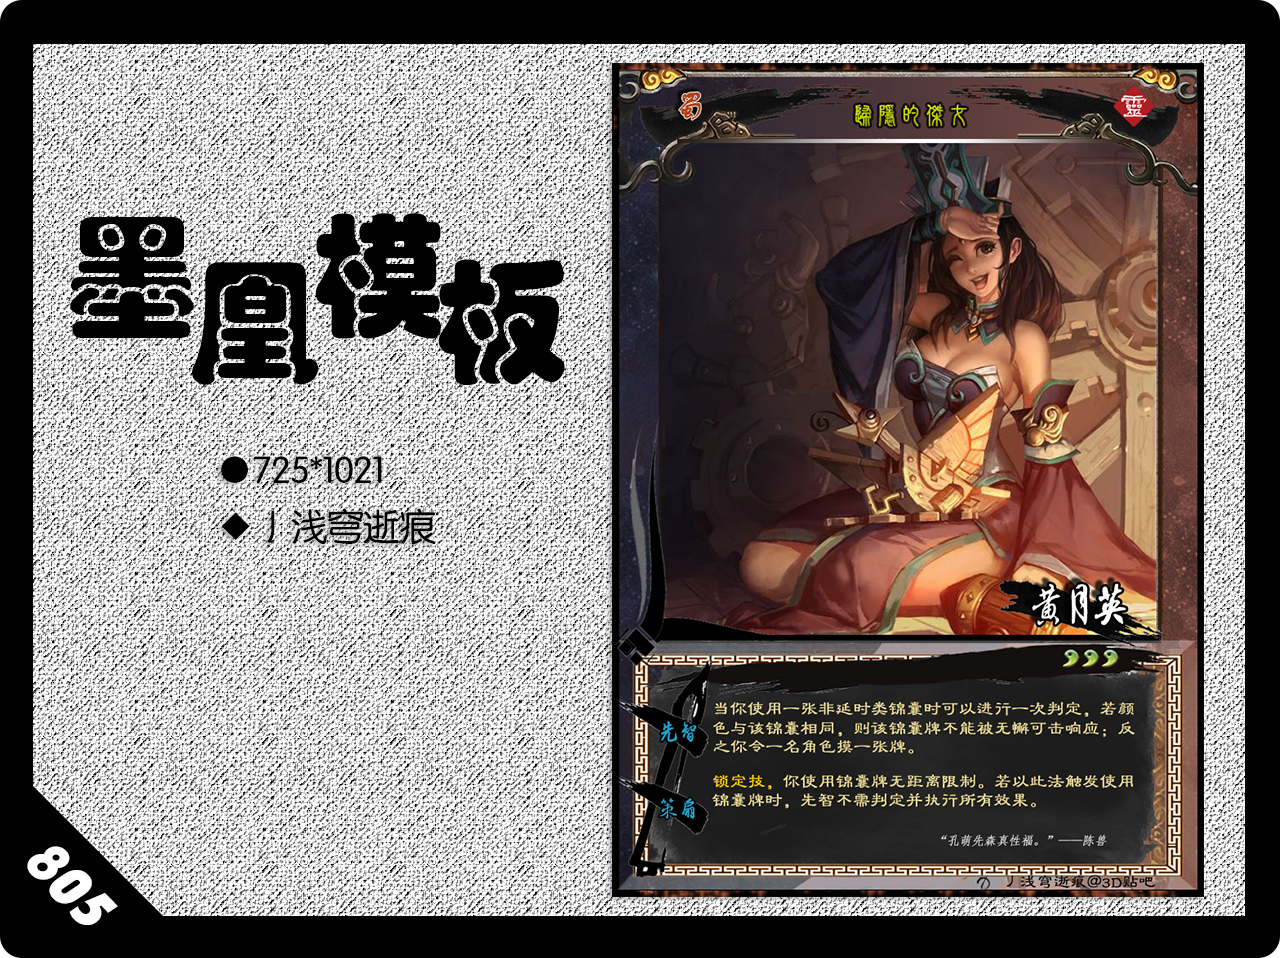 墨凰模板
●725*1021
◆丿浅穹逝痕
805
蜀
歸隱的傑女
靈
黄月英
先智
当你使用一张非延时类锦囊时可以进行一次判定，若颜
色与该锦囊相同，则该锦囊牌不能被无懈可击响应；反
之你令一名角色摸一张牌。
策扇
锁定技，你使用锦囊牌无距离限制。若以此法触发使用
锦囊牌时，先智不需判定并执行所有效果。
“孔萌先森真性福。”——陈兽
丿浅穹逝痕@3D贴吧